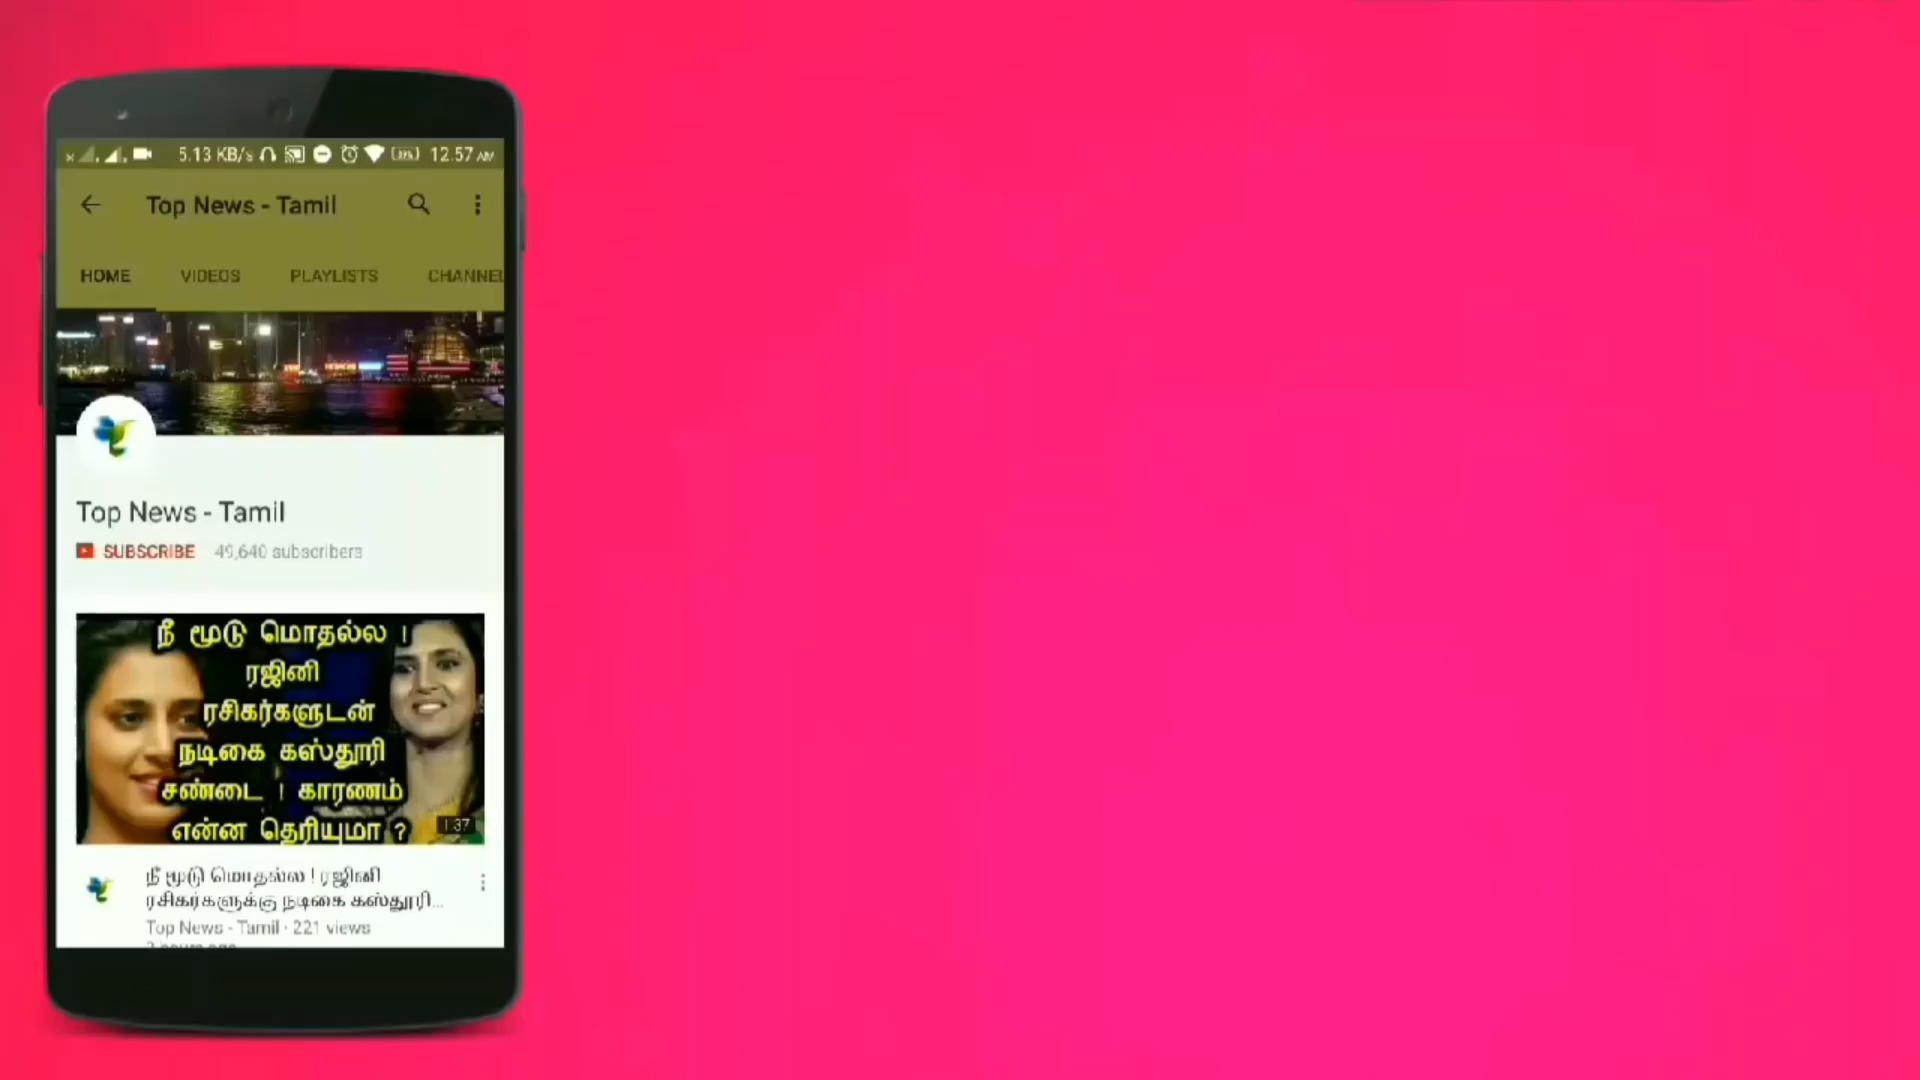 5.13 KB/s 12.57 AM
Top News - Tamil
HOME VIDEOS PLAYLISTS CHANNEL
Top News - Tamil
SUBSCRIBE 49,640 subscribers
நீ மூடு மொதல்ல !
ரஜினி
ரசிகர்களுடன்
நடிகை கஸ்தூரி
சண்டை ! காரணம்
என்ன தெரியுமா ?
1:37
நீ மூடு மொதல்ல ! ரஜினி
ரசிகர்களுக்கு நடிகை கஸ்தூரி...
Top News - Tamil · 221 views